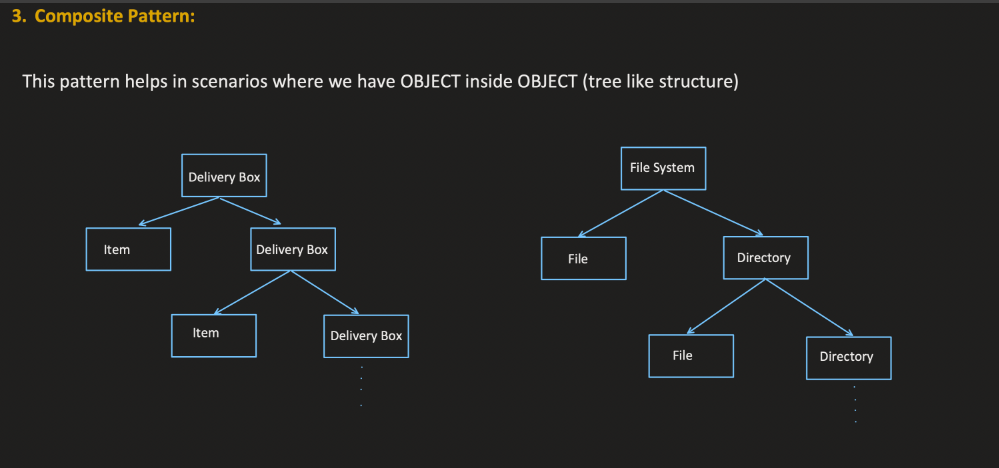 3. Composite Pattern:
This pattern helps in scenarios where we have OBJECT inside OBJECT (tree like structure)
Delivery Box
Item
Delivery Box
Item
Delivery Box
File System
File
Directory
File
Directory